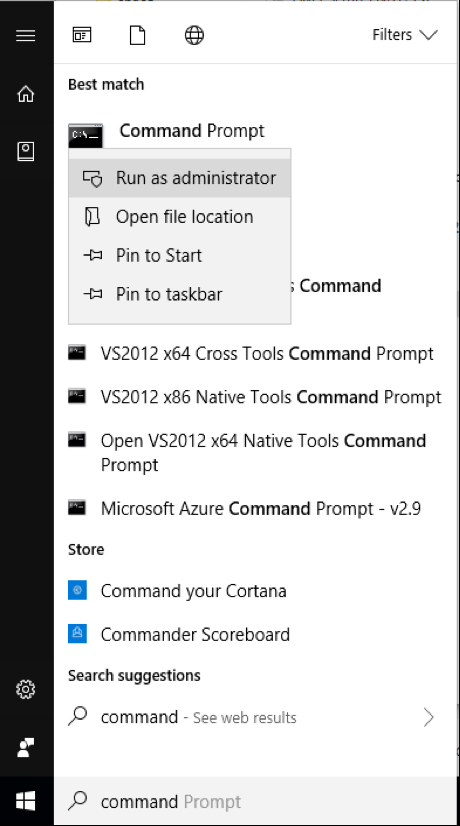 Filters
Best match
Command Prompt
Run as administrator
Open file location
Pin to Start
Pin to taskbar
s Command
VS2012 x64 Cross Tools Command Prompt
VS2012 x86 Native Tools Command Prompt
Open VS2012 x64 Native Tools Command
Prompt
Microsoft Azure Command Prompt - v2.9
Store
Command your Cortana
Commander Scoreboard
Search suggestions
command - See web results
command Prompt